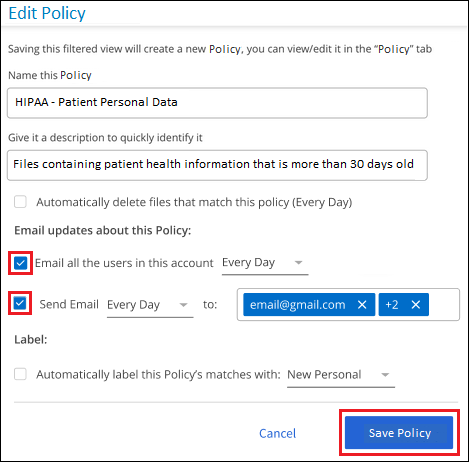 Edit Policy
Saving this filtered view will create a new Policy, you can view/edit it in the “Policy” tab
Name this Policy
HIPAA - Patient Personal Data
Give it a description to quickly identify it
Files containing patient health information that is more than 30 days old
Automatically delete files that match this policy (Every Day)
Email updates about this Policy:
Email all the users in this account Every Day
Send Email Every Day to: email@gmail.com +2
Label:
Automatically label this Policy’s matches with: New Personal
Cancel Save Policy